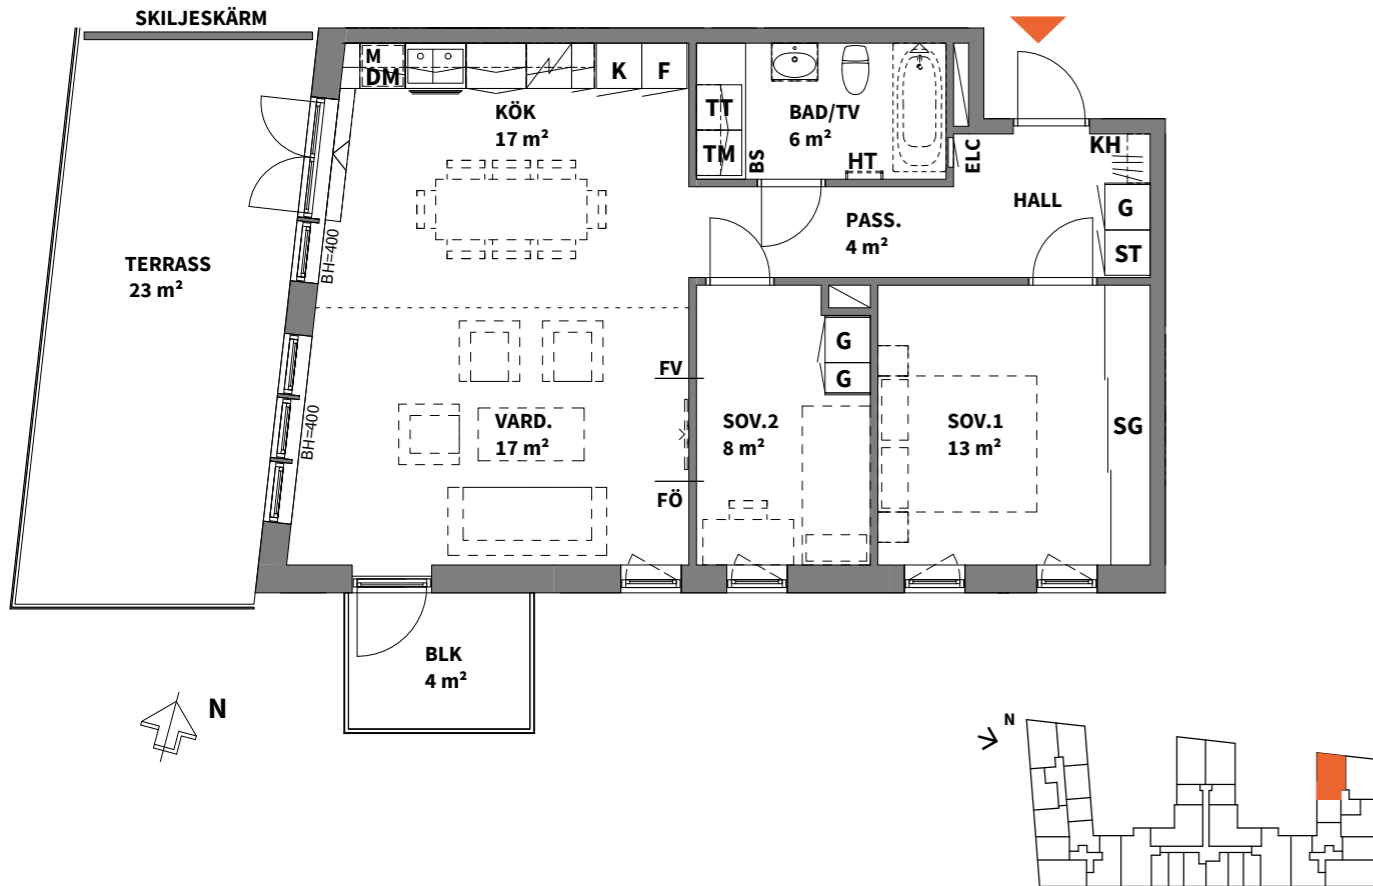 SKILJESKÄRM
M
DM
K
F
KÖK
17 m²
TT
TM
BS
BAD/TV
6 m²
HT
ELC
KH
HALL
G
ST
PASS.
4 m²
TERRASS
23 m²
BH=400
BH=400
FV
VARD.
17 m²
FÖ
G
G
SOV.2
8 m²
SOV.1
13 m²
SG
BLK
4 m²
N
N